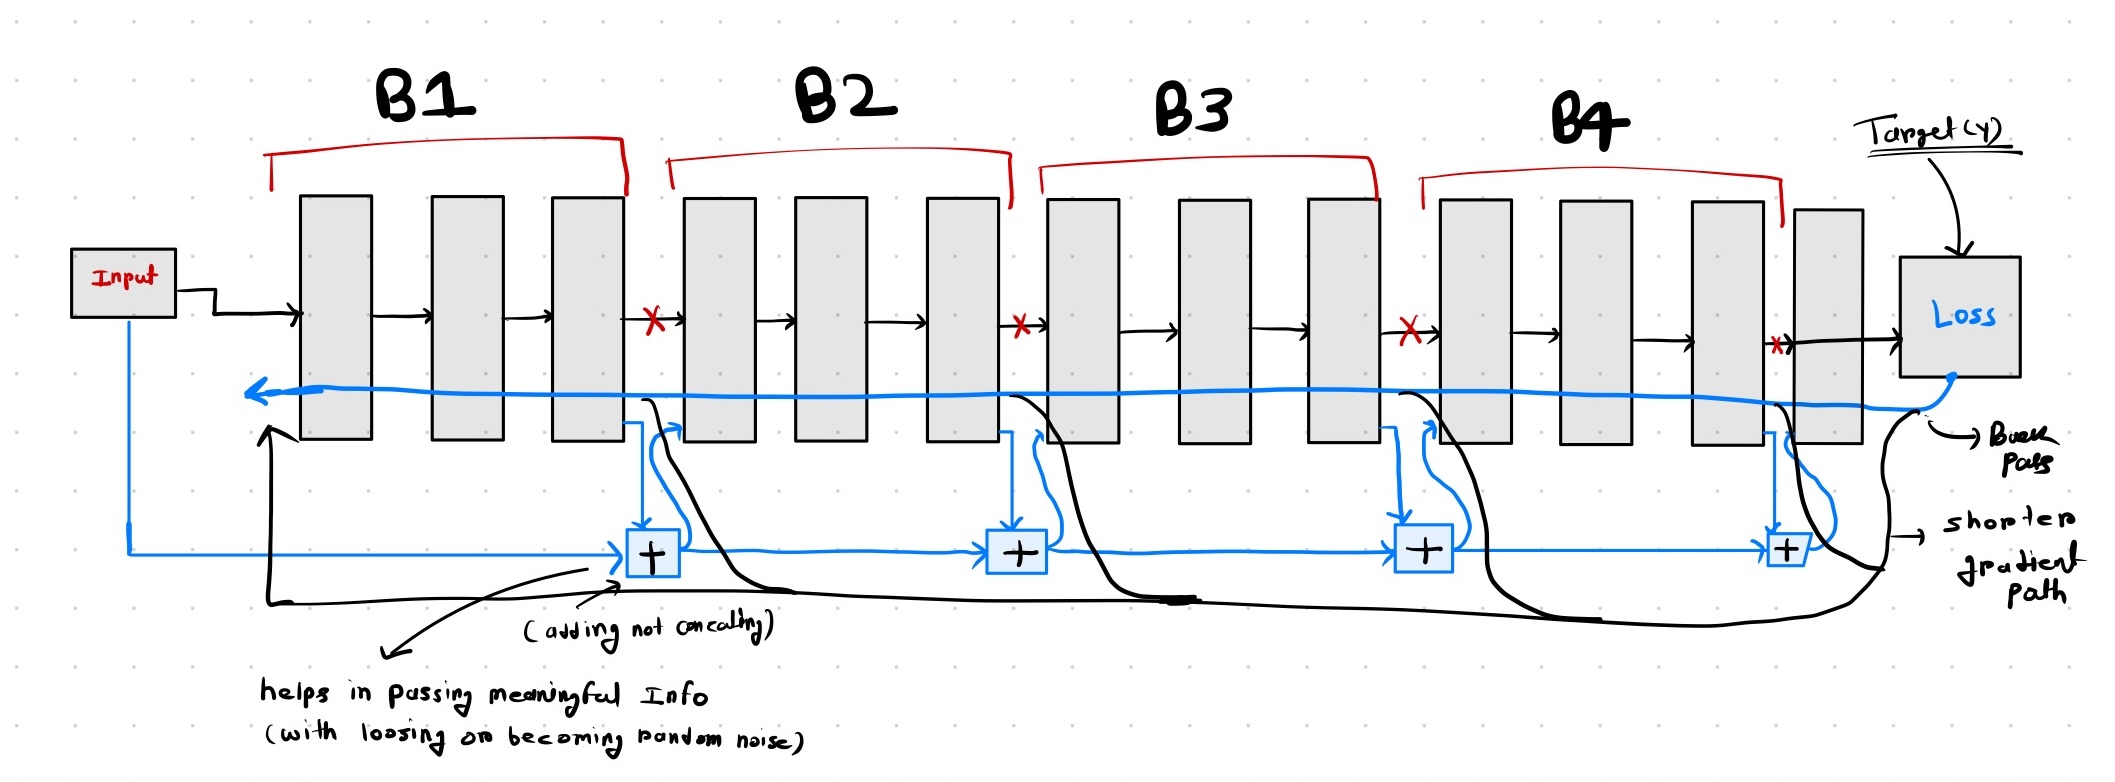 B1
B2
B3
B4
Target(y)
Input
Loss
Back
pass
shorter
gradient
path
+
+
+
+
(adding not concating)
helps in passing meaningful Info
(with loosing or becoming random noise)